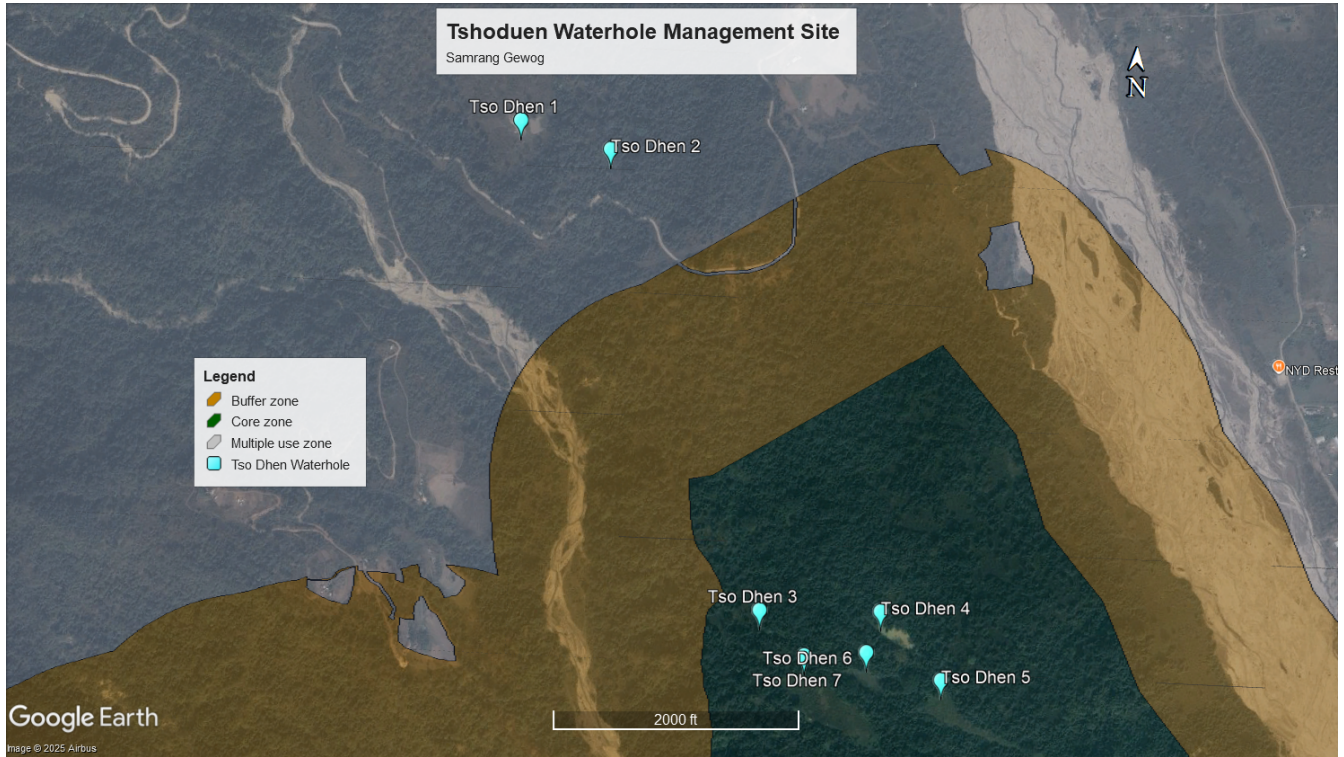 Tshoduen Waterhole Management Site
Samrang Gewog
N
Tso Dhen 1
Tso Dhen 2
NYD Rest
Legend
Buffer zone
Core zone
Multiple use zone
Tso Dhen Waterhole
Tso Dhen 3
Tso Dhen 4
Tso Dhen 6
Tso Dhen 7
Tso Dhen 5
2000 ft
Google Earth
Image © 2025 Airbus